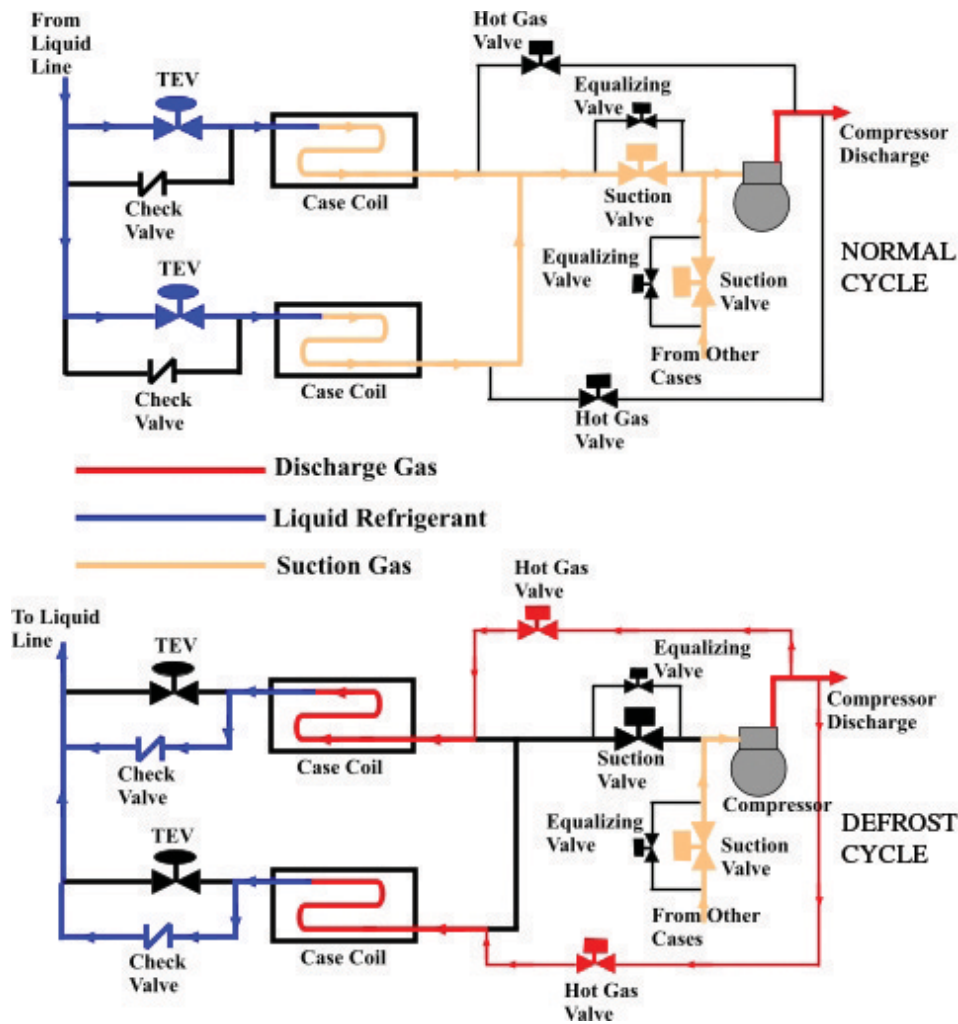 From
Liquid
Line
TEV
Check
Valve
Case Coil
TEV
Check
Valve
Case Coil
Hot Gas
Valve
Equalizing
Valve
Suction
Valve
Compressor
Discharge
Equalizing
Valve
Suction
Valve
From Other
Cases
Hot Gas
Valve
NORMAL
CYCLE
Discharge Gas
Liquid Refrigerant
Suction Gas
To Liquid
Line
TEV
Check
Valve
Case Coil
TEV
Check
Valve
Case Coil
Hot Gas
Valve
Equalizing
Valve
Suction
Valve
Compressor
Discharge
Compressor
Equalizing
Valve
Suction
Valve
From Other
Cases
Hot Gas
Valve
DEFROST
CYCLE